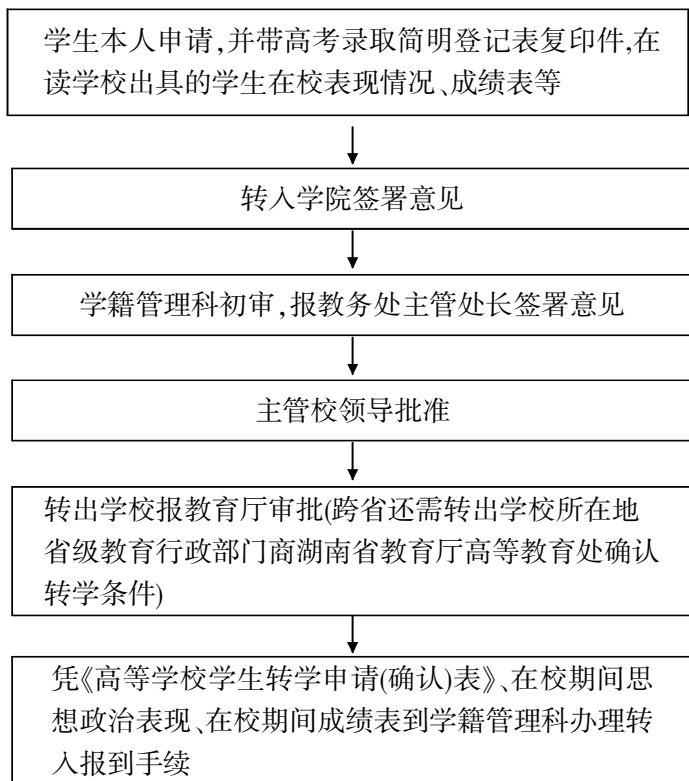 学生本人申请,并带高考录取简明登记表复印件,在
读学校出具的学生在校表现情况、成绩表等
转入学院签署意见
学籍管理科初审,报教务处主管处长签署意见
主管校领导批准
转出学校报教育厅审批(跨省还需转出学校所在地
省级教育行政部门商湖南省教育厅高等教育处确认
转学条件)
凭《高等学校学生转学申请(确认)表》、在校期间思
想政治表现、在校期间成绩表到学籍管理科办理转
入报到手续